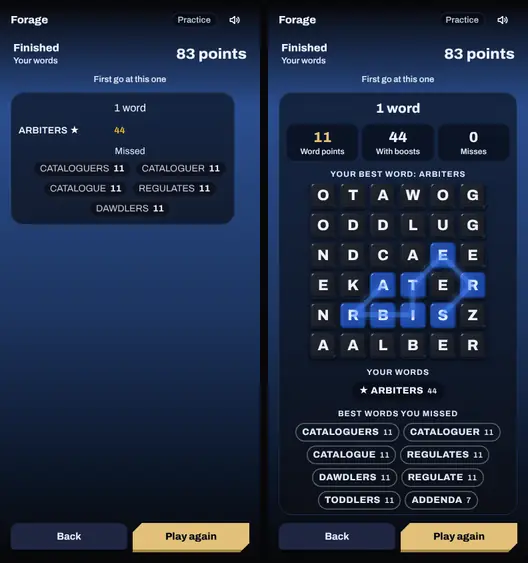 Forage
Practice
Finished
Your words
83 points
First go at this one
1 word
ARBITERS ★ 44
Missed
CATALOGUERS 11 CATALOGUER 11
CATALOGUE 11 REGULATES 11
DAWDLERS 11
Back
Play again
Forage
Practice
Finished
Your words
83 points
First go at this one
1 word
11 44 0
Word points With boosts Misses
YOUR BEST WORD: ARBITERS
O T A W O G
O D D L U G
N D C A E E
E K A T E R
N R B I S Z
A A L B E R
YOUR WORDS
★ ARBITERS 44
BEST WORDS YOU MISSED
CATALOGUERS 11 CATALOGUER 11
CATALOGUE 11 REGULATES 11
DAWDLERS 11 REGULATE 11
TODDLERS 11 ADDENDA 7
Back
Play again